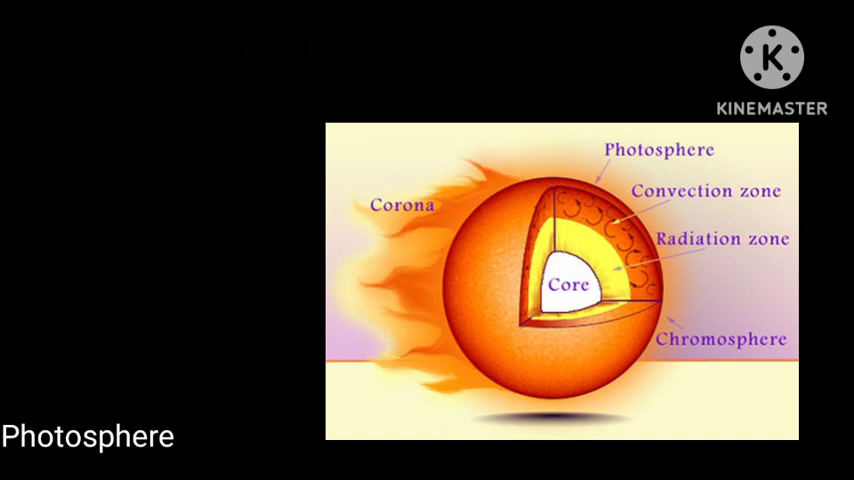 K
KINEMASTER
Photosphere
Convection zone
Corona
Radiation zone
Core
Chromosphere
Photosphere